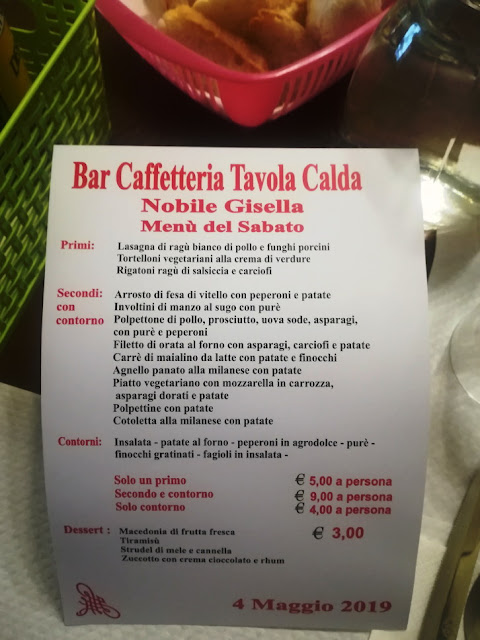 Bar Caffetteria Tavola Calda
Nobile Gisella
Menù del Sabato
Primi: Lasagna di ragù bianco di pollo e funghi porcini
Tortelloni vegetariani alla crema di verdure
Rigatoni ragù di salsiccia e carciofi
Secondi: Arrosto di fesa di vitello con peperoni e patate
con Involtini di manzo al sugo con purè
contorno Polpettone di pollo, prosciutto, uova sode, asparagi,
con purè e peperoni
Filetto di orata al forno con asparagi, carciofi e patate
Carrè di maialino da latte con patate e finocchi
Agnello panato alla milanese con patate
Piatto vegetariano con mozzarella in carrozza,
asparagi dorati e patate
Polpettine con patate
Cotoletta alla milanese con patate
Contorni: Insalata - patate al forno - peperoni in agrodolce - purè -
finocchi gratinati - fagioli in insalata -
Solo un primo € 5,00 a persona
Secondo e contorno € 9,00 a persona
Solo contorno € 4,00 a persona
Dessert : Macedonia di frutta fresca € 3,00
Tiramisù
Strudel di mele e cannella
Zuccotto con crema cioccolato e rhum
4 Maggio 2019